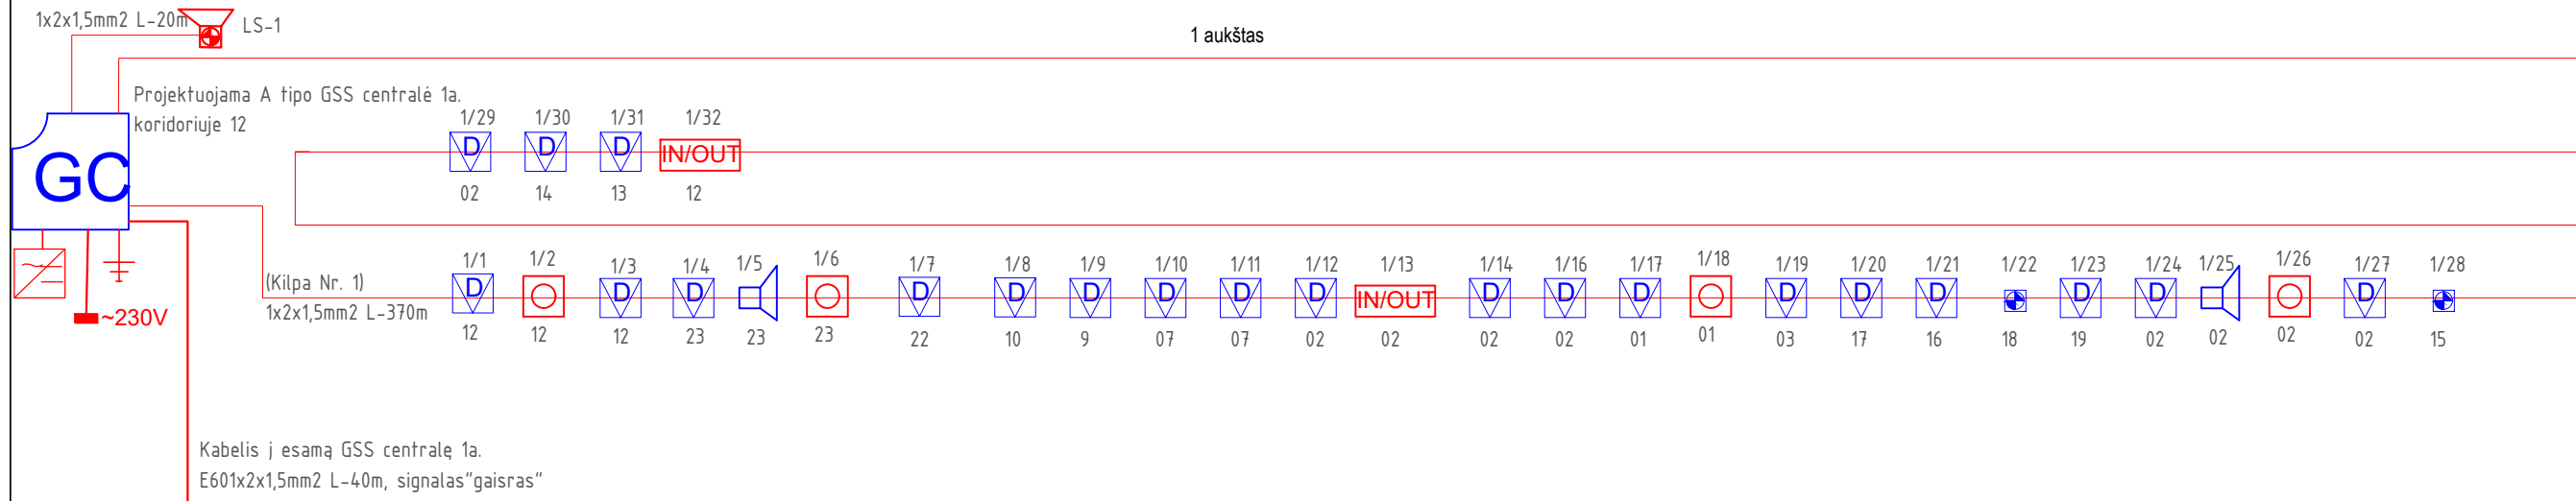 1x2x1,5mm2 L-20m
LS-1
1 aukštas
Projektuojama A tipo GSS centralė 1a.
koridoriuje 12
GC
1/29 1/30 1/31 1/32
D D D IN/OUT
02 14 13 12
~230V
(Kilpa Nr. 1)
1x2x1,5mm2 L-370m
1/1 1/2 1/3 1/4 1/5 1/6 1/7 1/8 1/9 1/10 1/11 1/12 1/13 1/14 1/16 1/17 1/18 1/19 1/20 1/21 1/22 1/23 1/24 1/25 1/26 1/27 1/28
D D D D D D D D D IN/OUT D D D D D D D D D
12 12 12 23 23 23 22 10 9 07 07 02 02 02 02 01 01 03 17 16 18 19 02 02 02 02 15
Kabelis į esamą GSS centralę 1a.
E601x2x1,5mm2 L-40m, signalas"gaisras"